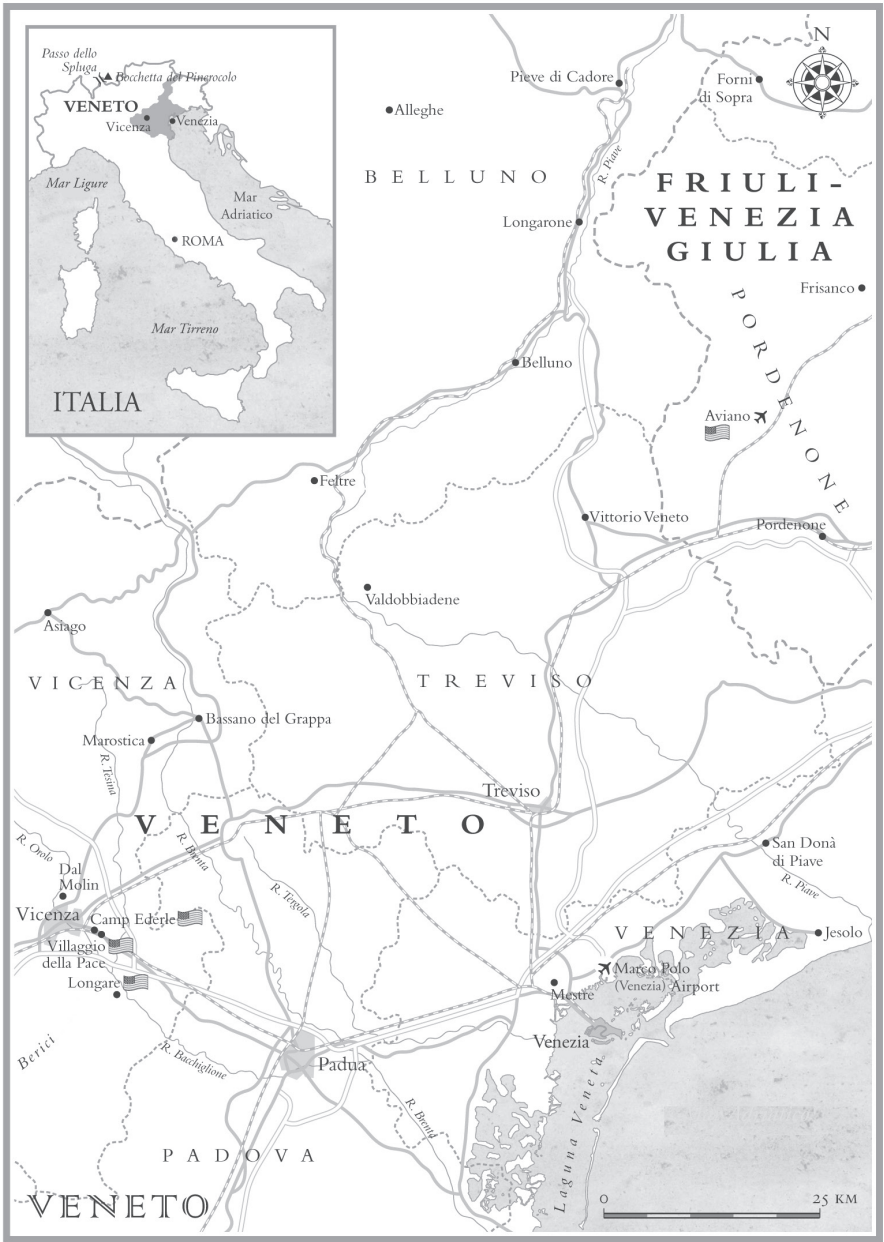 Passo dello
Spluga
Bocchetta del Pincrocolo
VENETO
Vicenza
Venezia
Mar Ligure
Mar
Adriatico
ROMA
Mar Tirreno
ITALIA
N
Pieve di Cadore
Forni
di Sopra
Alleghe
R. Piave
BELLUNO
FRIULI-
VENEZIA
GIULIA
Longarone
Frisanco
PORDENONE
Belluno
Aviano
Feltre
Vittorio Veneto
Pordenone
Valdobbiadene
Asiago
VICENZA
TREVISO
Bassano del Grappa
Marostica
R. Tesina
Treviso
VENETO
R. Orolo
R. Brenta
San Donà
di Piave
Dal
Molin
R. Tergola
R. Piave
Vicenza
Camp Ederle
VENEZIA
Jesolo
Villaggio
della Pace
Longare
Marco Polo
(Venezia) Airport
Mestre
Venezia
Berici
R. Bacchiglione
Padua
R. Brenta
Laguna Veneta
PADOVA
VENETO
0
25 KM